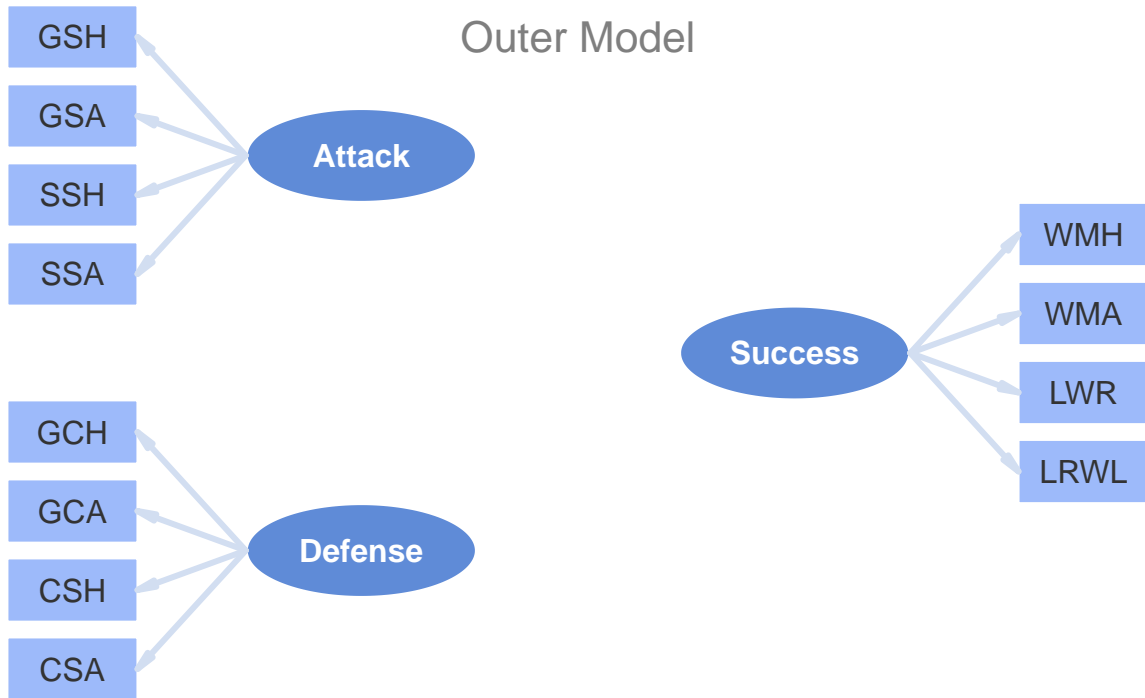 Outer Model
GSH
GSA
SSH
SSA
Attack
GCH
GCA
CSH
CSA
Defense
Success
WMH
WMA
LWR
LRWL